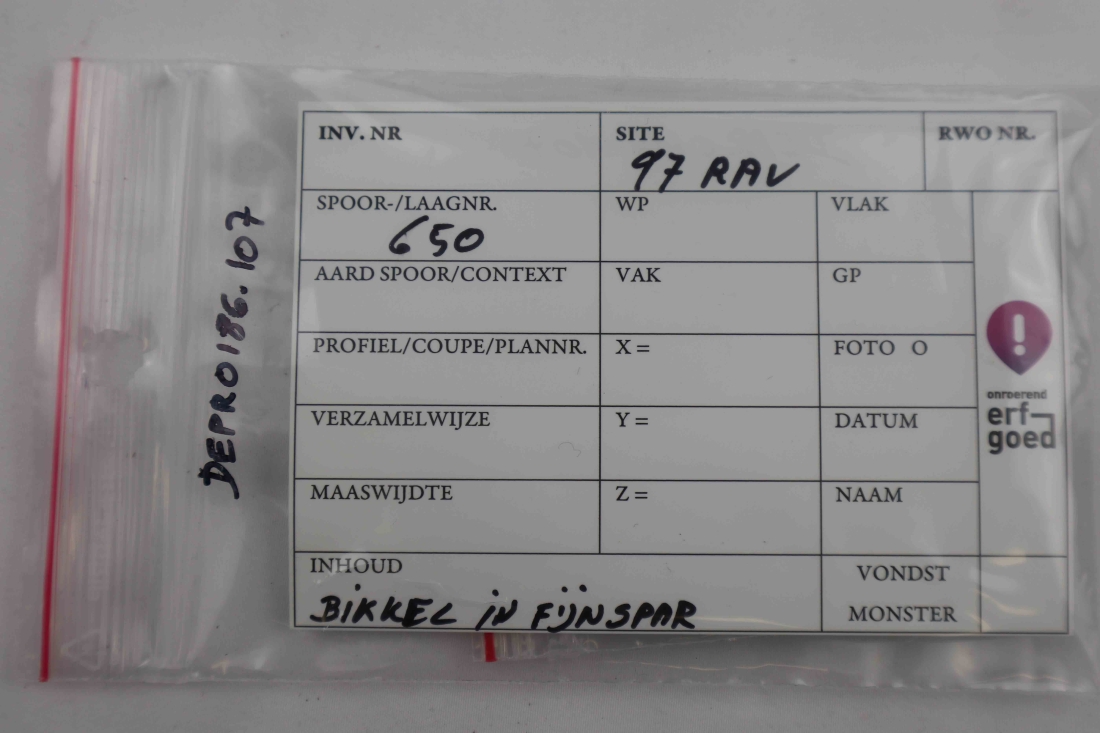 DEPRO186.107
INV. NR
SITE
97 RAV
RWO NR.
SPOOR-/LAAGNR.
650
WP
VLAK
AARD SPOOR/CONTEXT
VAK
GP
PROFIEL/COUPE/PLANNR.
X =
FOTO O
VERZAMELWIJZE
Y =
DATUM
MAASWIJDTE
Z =
NAAM
INHOUD
BIKKEL IN FIJNSPAR
VONDST
MONSTER
onroerend
erf-
goed